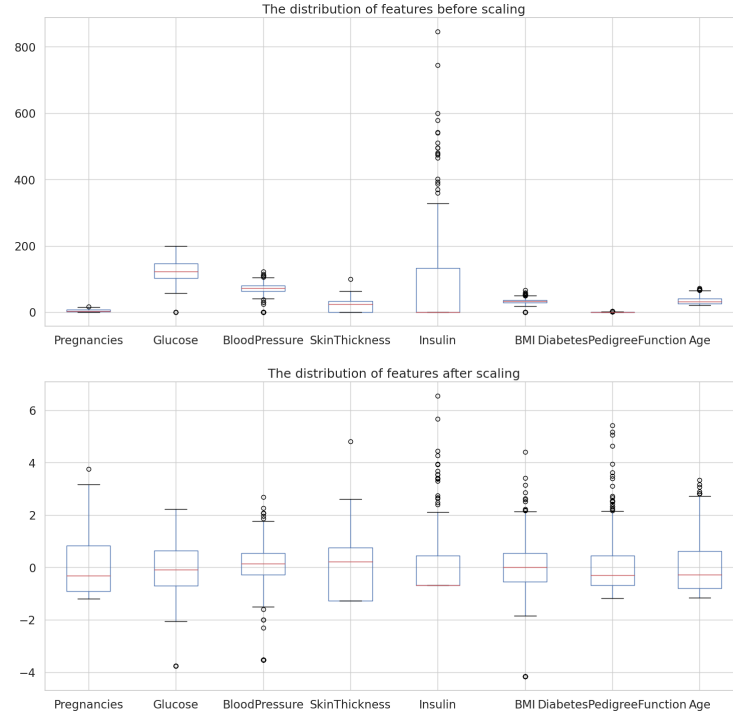 The distribution of features before scaling
800
600
400
200
0
Pregnancies Glucose BloodPressure SkinThickness Insulin BMI DiabetesPedigreeFunction Age
The distribution of features after scaling
6
4
2
0
−2
−4
Pregnancies Glucose BloodPressure SkinThickness Insulin BMI DiabetesPedigreeFunction Age